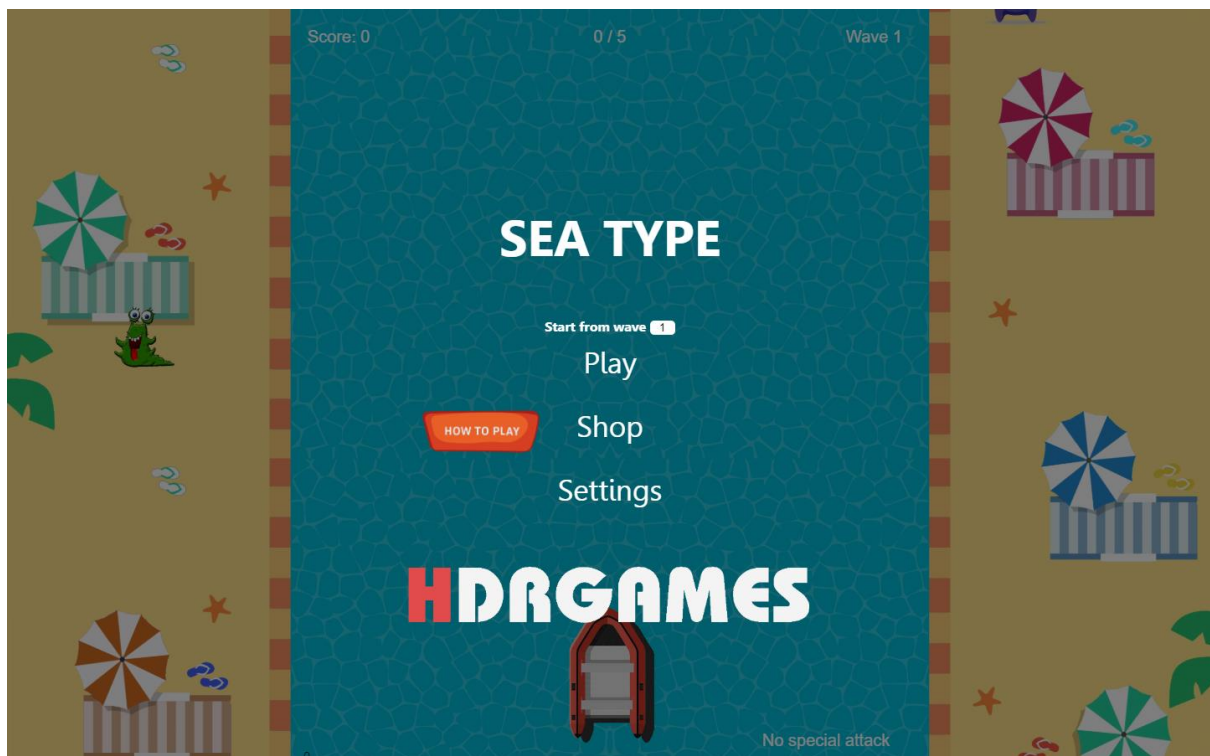 Score: 0 0 / 5 Wave 1
SEA TYPE
Start from wave 1
Play
HOW TO PLAY Shop
Settings
HDRGAMES
No special attack